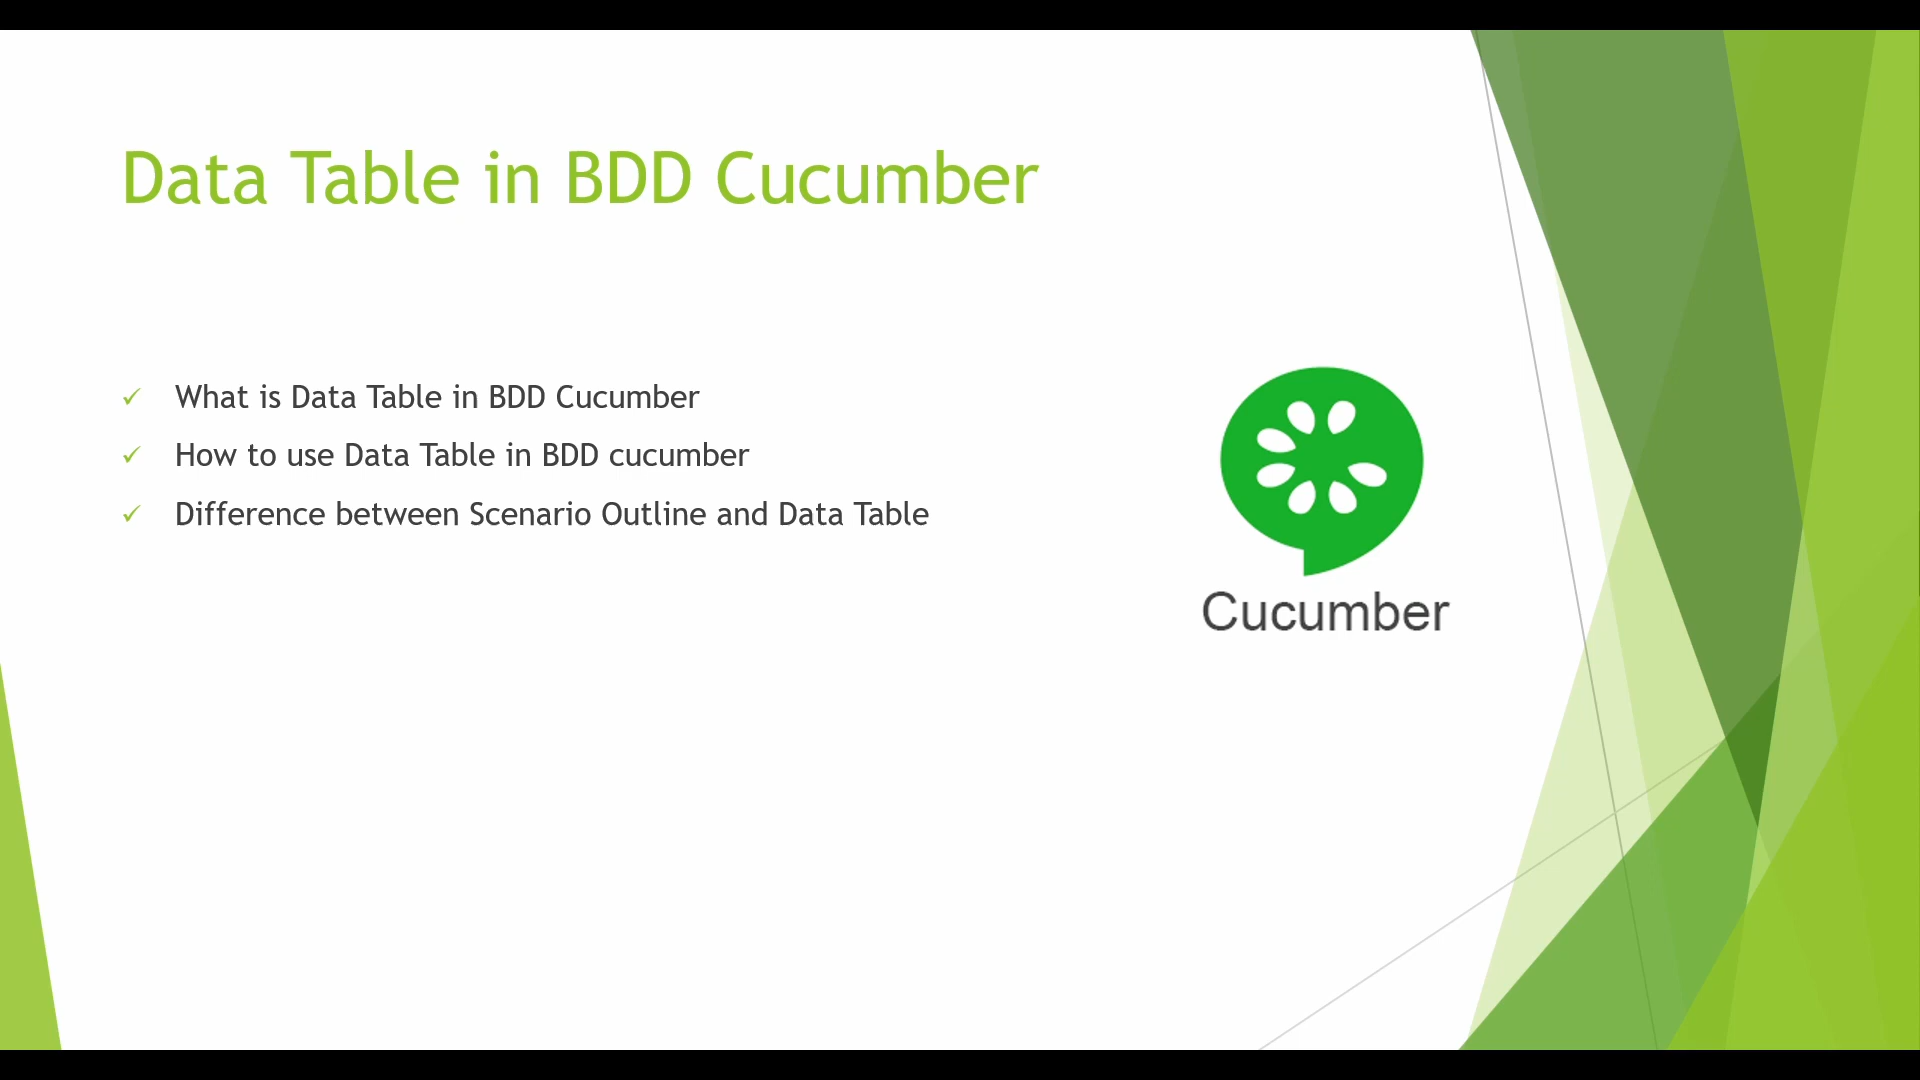 Data Table in BDD Cucumber
What is Data Table in BDD Cucumber
How to use Data Table in BDD cucumber
Difference between Scenario Outline and Data Table
Cucumber